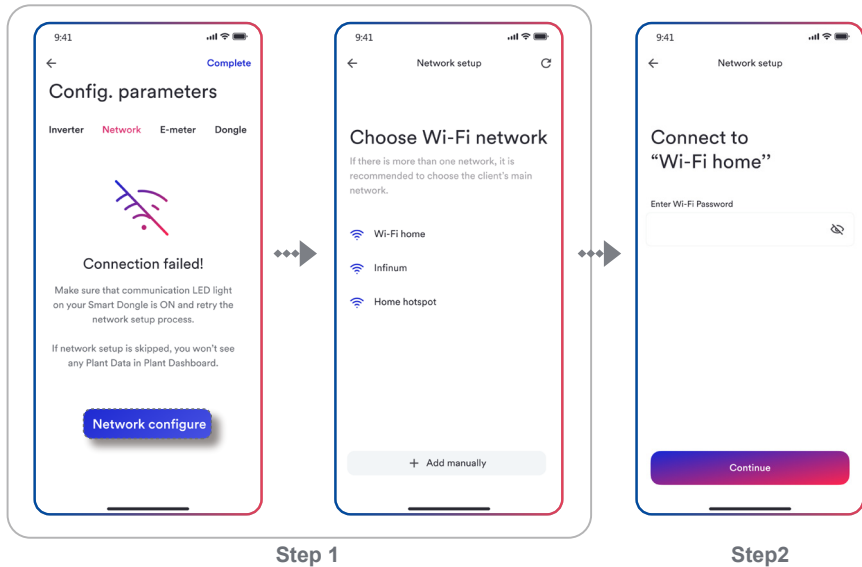 9:41
Complete
Config. parameters
Inverter Network E-meter Dongle
Connection failed!
Make sure that communication LED light
on your Smart Dongle is ON and retry the
network setup process.
If network setup is skipped, you won't see
any Plant Data in Plant Dashboard.
Network configure
9:41
Network setup
Choose Wi-Fi network
If there is more than one network, it is
recommended to choose the client's main
network.
Wi-Fi home
Infinum
Home hotspot
+ Add manually
Step 1
9:41
Network setup
Connect to
“Wi-Fi home’’
Enter Wi-Fi Password
Continue
Step2